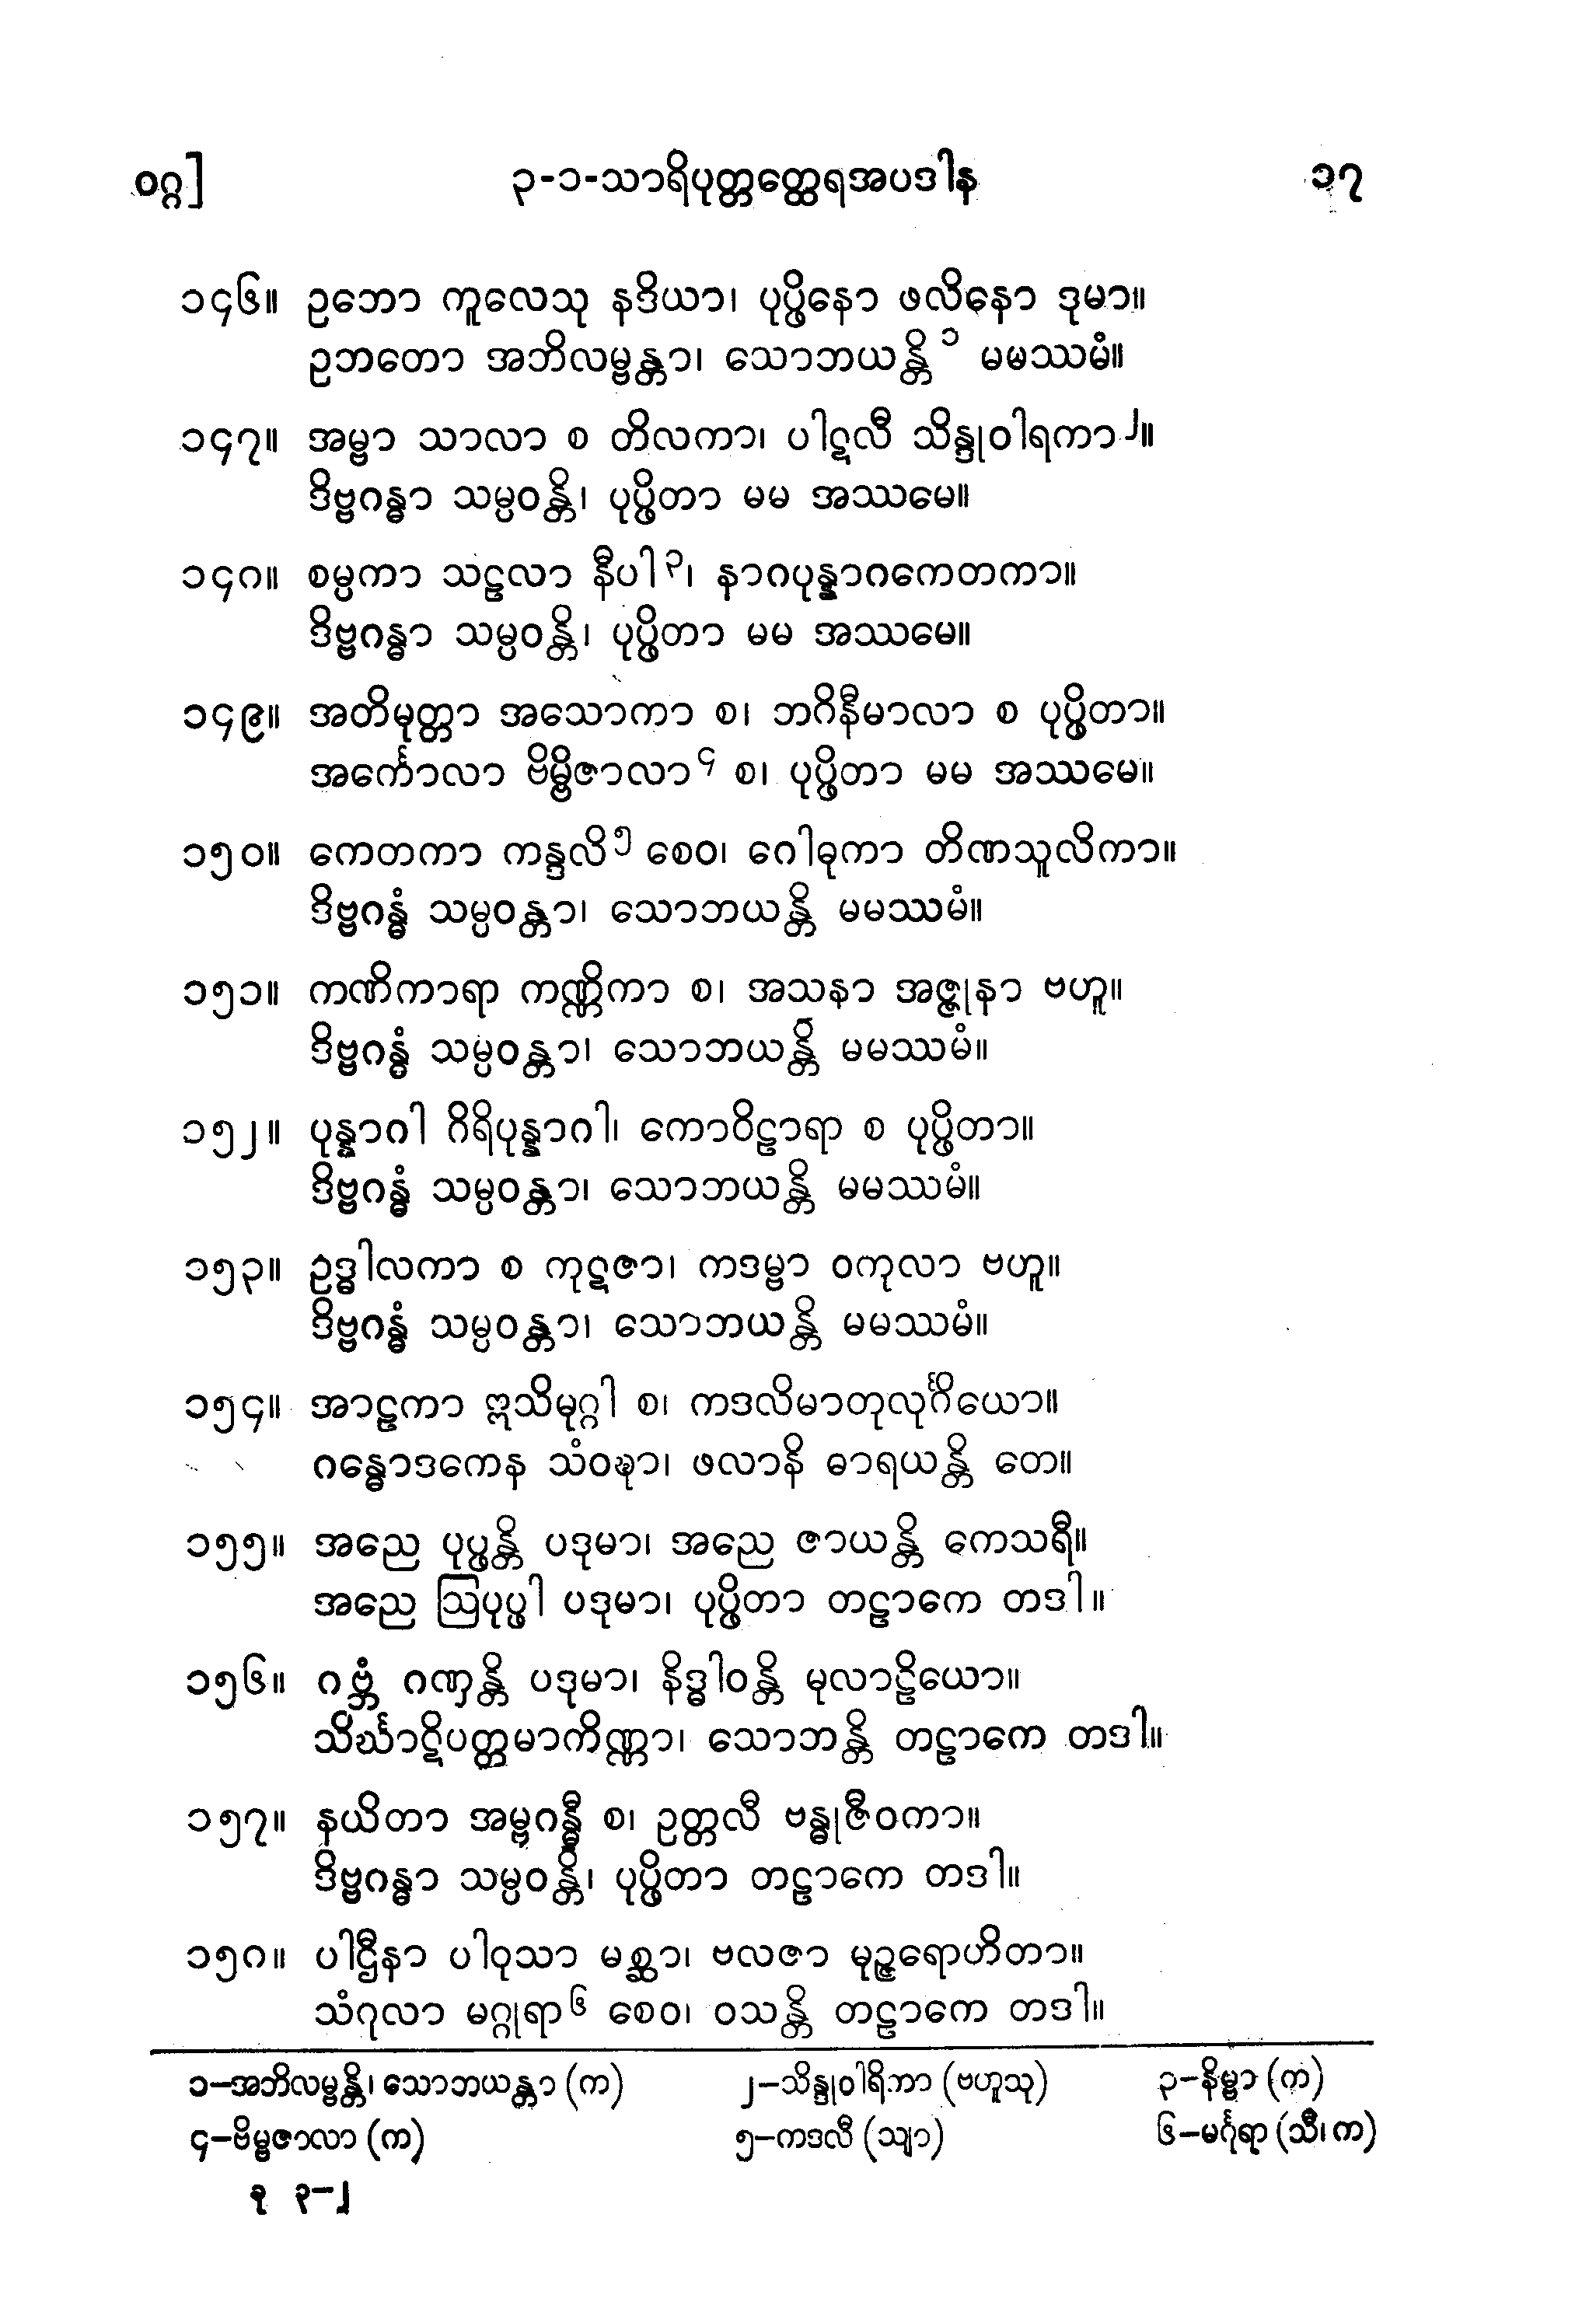 ဝဂ္ဂ] ၃-၁-သာရိပုတ္တတ္ထေရအပဒါန ၁၇
၁၄၆။ ဥဘော ကူလေသု နဒိယာ၊ ပုပ္ဖိနော ဖလိနော ဒုမာ။
ဥဘတော အဘိလမ္ဗန္တာ၊ သောဘယန္တိ ၁ မမဿမံ။
၁၄၇။ အမ္ဗာ သာလာ စ တိလကာ၊ ပါဋလီ သိန္ဒုဝါရကာ ၂။
ဒိဗ္ဗဂန္ဓာ သမ္ပဝန္တိ၊ ပုပ္ဖိတာ မမ အဿမေ။
၁၄၈။ စမ္ပကာ သဠလာ နီပါ ၃၊ နာဂပုန္နာဂကေတကာ။
ဒိဗ္ဗဂန္ဓာ သမ္ပဝန္တိ၊ ပုပ္ဖိတာ မမ အဿမေ။
၁၄၉။ အတိမုတ္တာ အသောကာ စ၊ ဘဂိနီမာလာ စ ပုပ္ဖိတာ။
အင်္ကောလာ ဗိမ္ဗိဇာလာ ၄ စ၊ ပုပ္ဖိတာ မမ အဿမေ။
၁၅၀။ ကေတကာ ကန္ဒလိ ၅ စေဝ၊ ဂေါဓုကာ တိဏသူလိကာ။
ဒိဗ္ဗဂန္ဓံ သမ္ပဝန္တာ၊ သောဘယန္တိ မမဿမံ။
၁၅၁။ ကဏိကာရာ ကဏ္ဏိကာ စ၊ အသနာ အဇ္ဇုနာ ဗဟူ။
ဒိဗ္ဗဂန္ဓံ သမ္ပဝန္တာ၊ သောဘယန္တိ မမဿမံ။
၁၅၂။ ပုန္နာဂါ ဂိရိပုန္နာဂါ၊ ကောဝိဠာရာ စ ပုပ္ဖိတာ။
ဒိဗ္ဗဂန္ဓံ သမ္ပဝန္တာ၊ သောဘယန္တိ မမဿမံ။
၁၅၃။ ဥဒ္ဓါလကာ စ ကုဋဇာ၊ ကဒမ္ဗာ ဝကုလာ ဗဟူ။
ဒိဗ္ဗဂန္ဓံ သမ္ပဝန္တာ၊ သောဘယန္တိ မမဿမံ။
၁၅၄။ အာဠကာ ဣသိမုဂ္ဂါ စ၊ ကဒလိမာတုလုင်္ဂိယော။
ဂန္ဓောဒကေန သံဝဍ္ဎာ၊ ဖလာနိ ဓာရယန္တိ တေ။
၁၅၅။ အညေ ပုပ္ဖန္တိ ပဒုမာ၊ အညေ ဇာယန္တိ ကေသရီ။
အညေ ဩပုပ္ဖါ ပဒုမာ၊ ပုပ္ဖိတာ တဠာကေ တဒါ။
၁၅၆။ ဂဗ္ဘံ ဂဏှန္တိ ပဒုမာ၊ နိဒ္ဓါဝန္တိ မုလာဠိယော။
သိင်္ဃာဋိပတ္တမာကိဏ္ဏာ၊ သောဘန္တိ တဠာကေ တဒါ။
၁၅၇။ နယိတာ အမ္ဗဂန္ဓီ စ၊ ဥတ္တလီ ဗန္ဓုဇီဝကာ။
ဒိဗ္ဗဂန္ဓာ သမ္ပဝန္တိ၊ ပုပ္ဖိတာ တဠာကေ တဒါ။
၁၅၈။ ပါဌီနာ ပါဝုသာ မစ္ဆာ၊ ဗလဇာ မုဉ္ဇရောဟိတာ။
သံဂုလာ မဂ္ဂုရာ ၆ စေဝ၊ ဝသန္တိ တဠာကေ တဒါ။
၁–အဘိလမ္ဗန္တိ၊ သောဘယန္တာ (က) ၂–သိန္ဒုဝါရိဘာ (ဗဟူသု) ၃–နိမ္ဗာ (က)
၄–ဗိမ္ဗဇာလာ (က) ၅–ကဒလီ (သျာ) ၆–မင်္ဂုရာ (သီ၊ က)
ခု ၃–၂